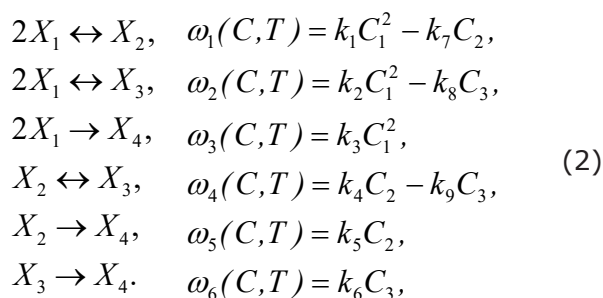 2X₁ ↔ X₂, ω₁(C,T) = k₁C₁² − k₇C₂,
2X₁ ↔ X₃, ω₂(C,T) = k₂C₁² − k₈C₃,
2X₁ → X₄, ω₃(C,T) = k₃C₁²,
(2)
X₂ ↔ X₃, ω₄(C,T) = k₄C₂ − k₉C₃,
X₂ → X₄, ω₅(C,T) = k₅C₂,
X₃ → X₄. ω₆(C,T) = k₆C₃,